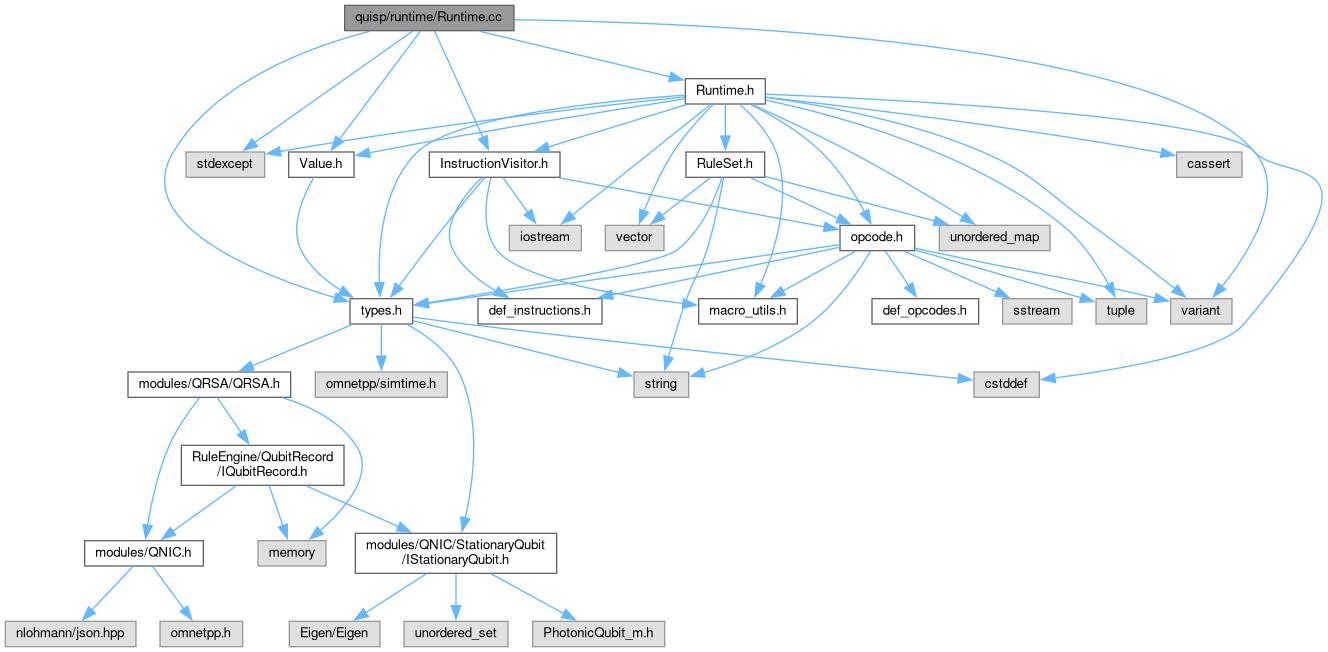 quisp/runtime/Runtime.cc
Runtime.h
stdexcept
Value.h
InstructionVisitor.h
RuleSet.h
cassert
iostream
vector
opcode.h
unordered_map
types.h
def_instructions.h
macro_utils.h
def_opcodes.h
sstream
tuple
variant
modules/QRSA/QRSA.h
omnetpp/simtime.h
string
cstddef
RuleEngine/QubitRecord
/IQubitRecord.h
modules/QNIC.h
memory
modules/QNIC/StationaryQubit
/IStationaryQubit.h
nlohmann/json.hpp
omnetpp.h
Eigen/Eigen
unordered_set
PhotonicQubit_m.h